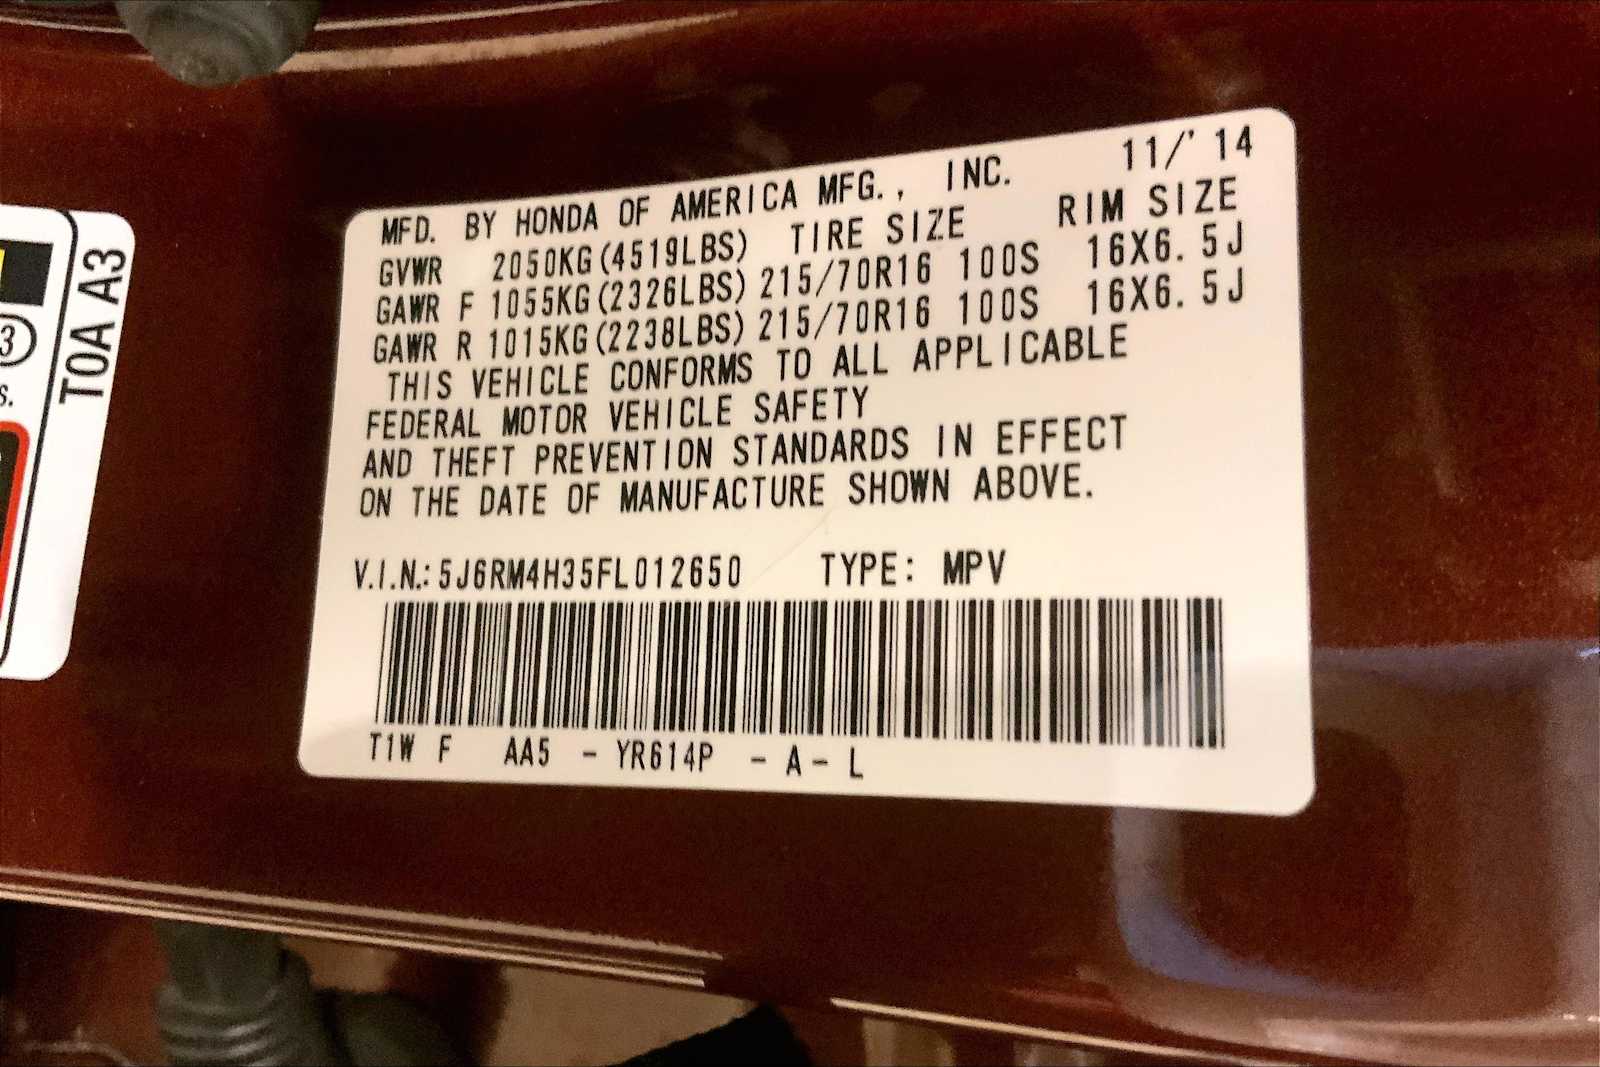 MFD. BY HONDA OF AMERICA MFG., INC. 11/'14
GVWR 2050KG(4519LBS) TIRE SIZE RIM SIZE
GAWR F 1055KG(2326LBS) 215/70R16 100S 16X6.5J
GAWR R 1015KG(2238LBS) 215/70R16 100S 16X6.5J
THIS VEHICLE CONFORMS TO ALL APPLICABLE
FEDERAL MOTOR VEHICLE SAFETY
AND THEFT PREVENTION STANDARDS IN EFFECT
ON THE DATE OF MANUFACTURE SHOWN ABOVE.
V.I.N.: 5J6RM4H35FL012650 TYPE: MPV
T1W F AA5 - YR614P - A - L
T0A A3
3
s.